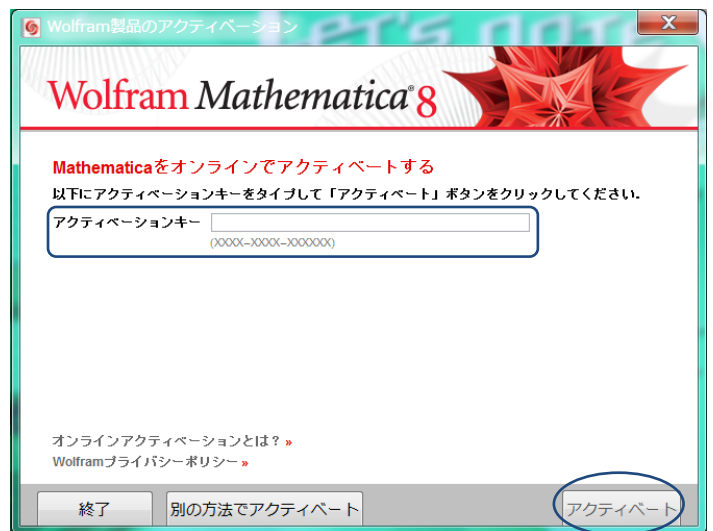 Wolfram製品のアクティベーション
Let's note
Wolfram Mathematica® 8
Mathematicaをオンラインでアクティベートする
以下にアクティベーションキーをタイプして「アクティベート」ボタンをクリックしてください.
アクティベーションキー
(XXXX-XXXX-XXXXXX)
オンラインアクティベーションとは? »
Wolframプライバシーポリシー »
終了
別の方法でアクティベート
アクティベート